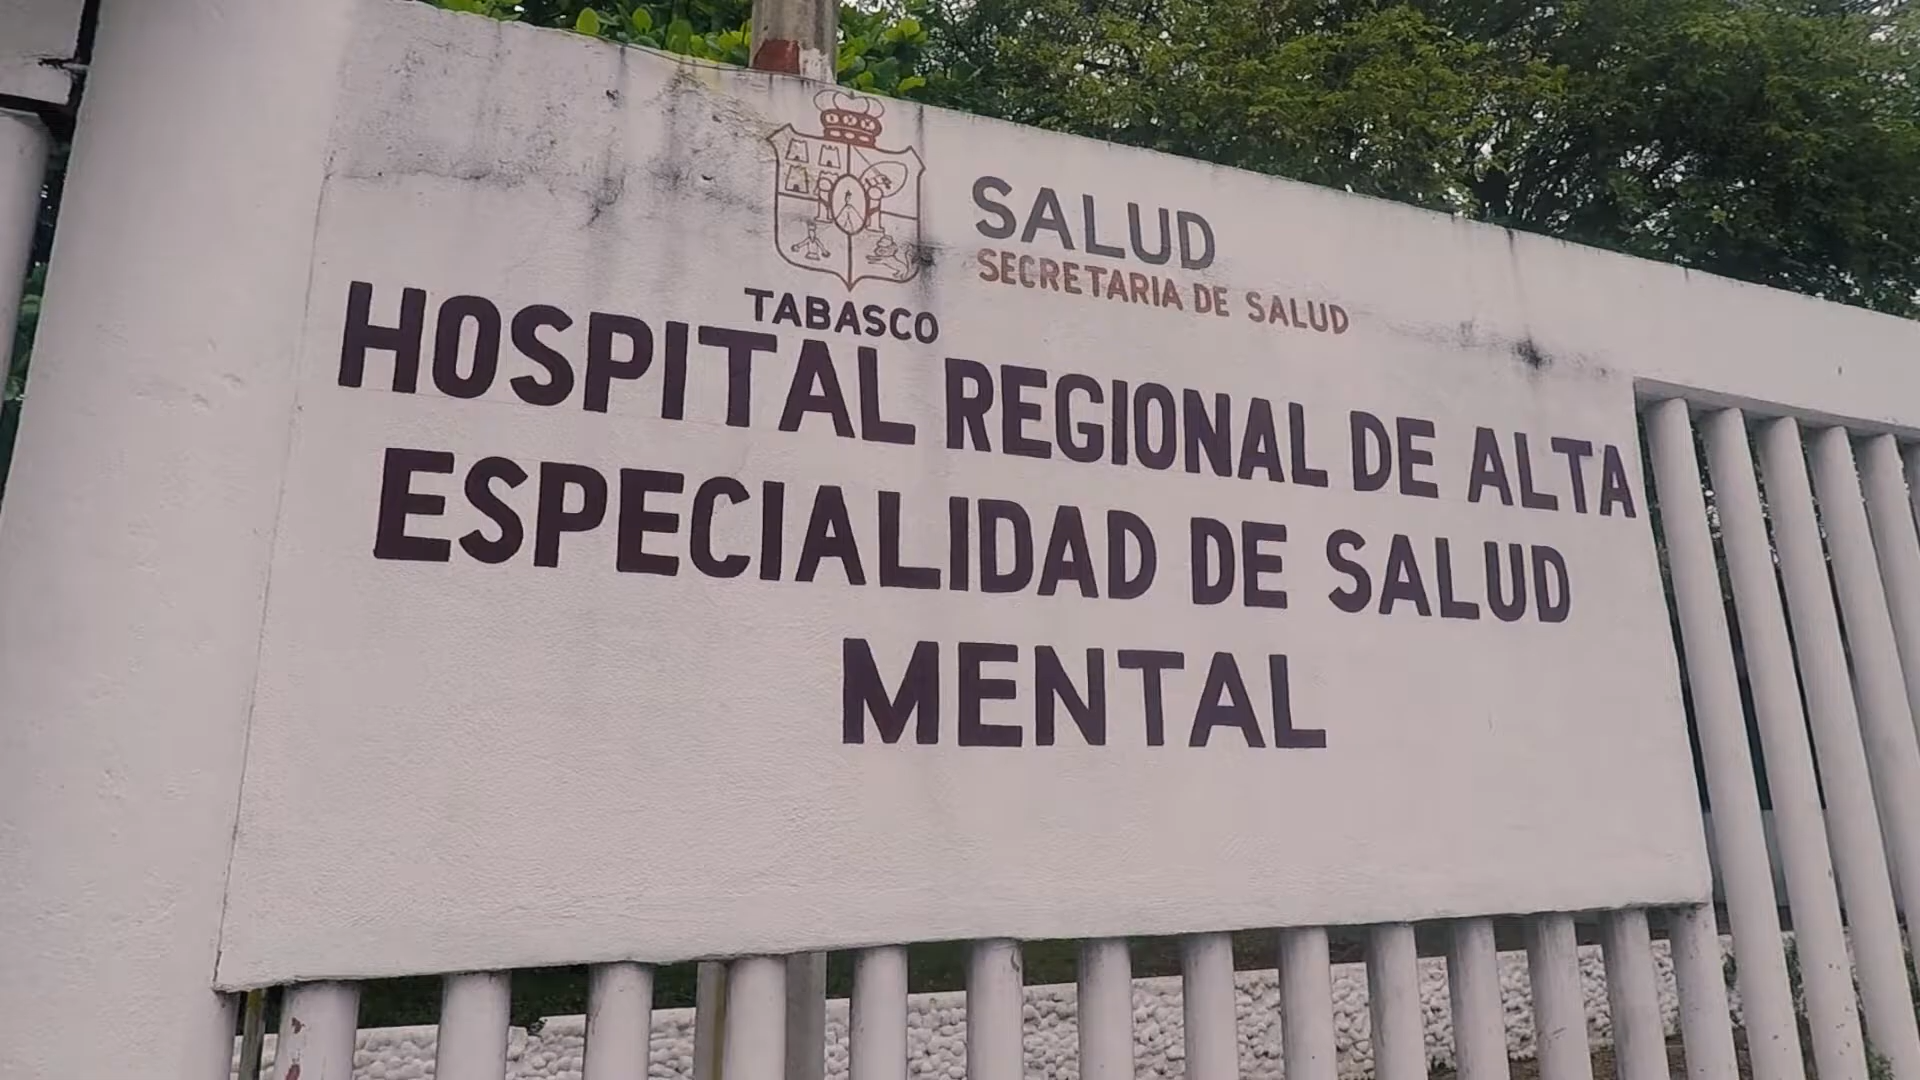 SALUD
SECRETARIA DE SALUD
TABASCO
HOSPITAL REGIONAL DE ALTA
ESPECIALIDAD DE SALUD
MENTAL